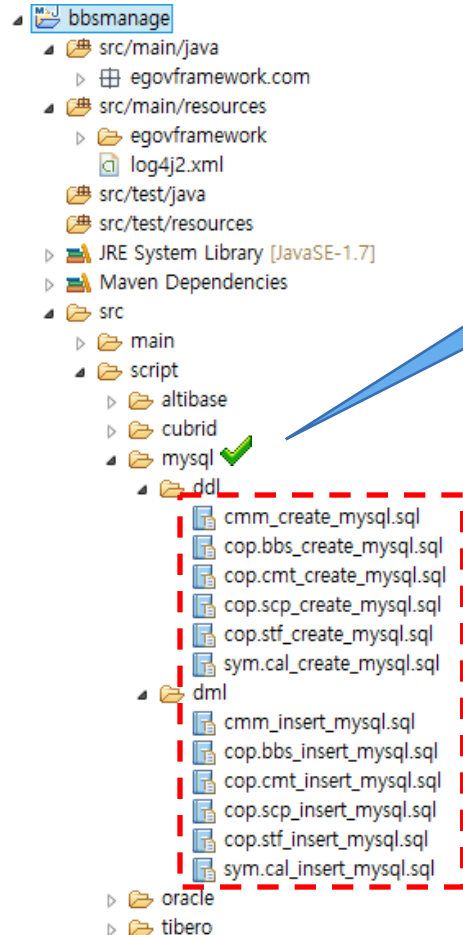 bbsmanage
src/main/java
egovframework.com
src/main/resources
egovframework
log4j2.xml
src/test/java
src/test/resources
JRE System Library [JavaSE-1.7]
Maven Dependencies
src
main
script
altibase
cubrid
mysql
ddl
cmm_create_mysql.sql
cop.bbs_create_mysql.sql
cop.cmt_create_mysql.sql
cop.scp_create_mysql.sql
cop.stf_create_mysql.sql
sym.cal_create_mysql.sql
dml
cmm_insert_mysql.sql
cop.bbs_insert_mysql.sql
cop.cmt_insert_mysql.sql
cop.scp_insert_mysql.sql
cop.stf_insert_mysql.sql
sym.cal_insert_mysql.sql
oracle
tibero